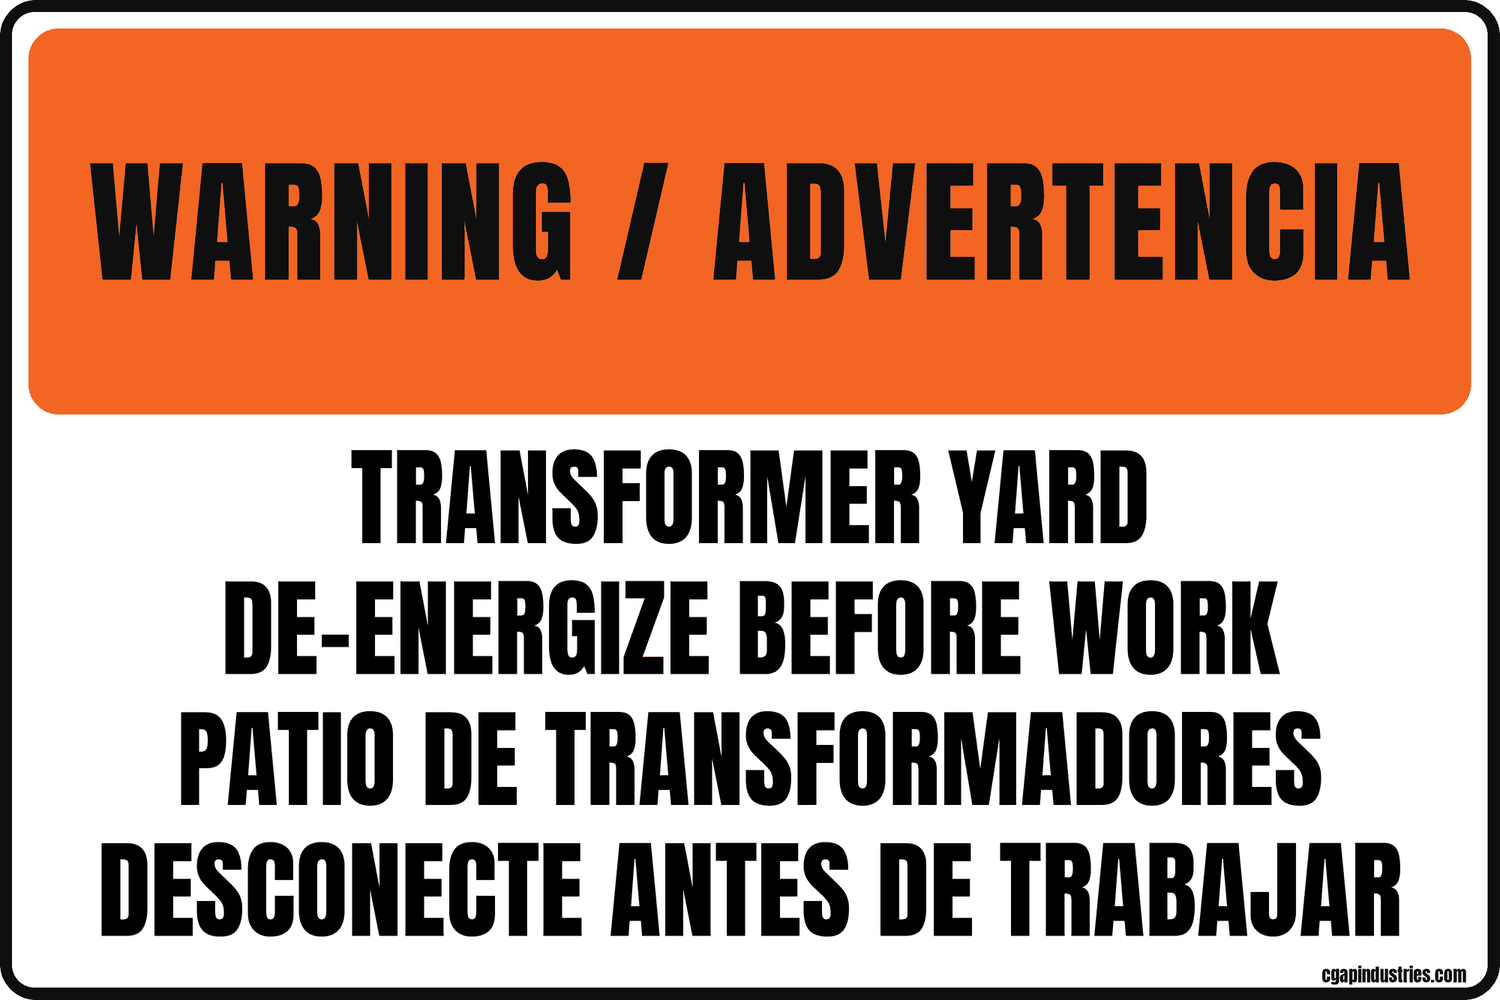 WARNING / ADVERTENCIA
TRANSFORMER YARD
DE-ENERGIZE BEFORE WORK
PATIO DE TRANSFORMADORES
DESCONECTE ANTES DE TRABAJAR
cgapindustries.com